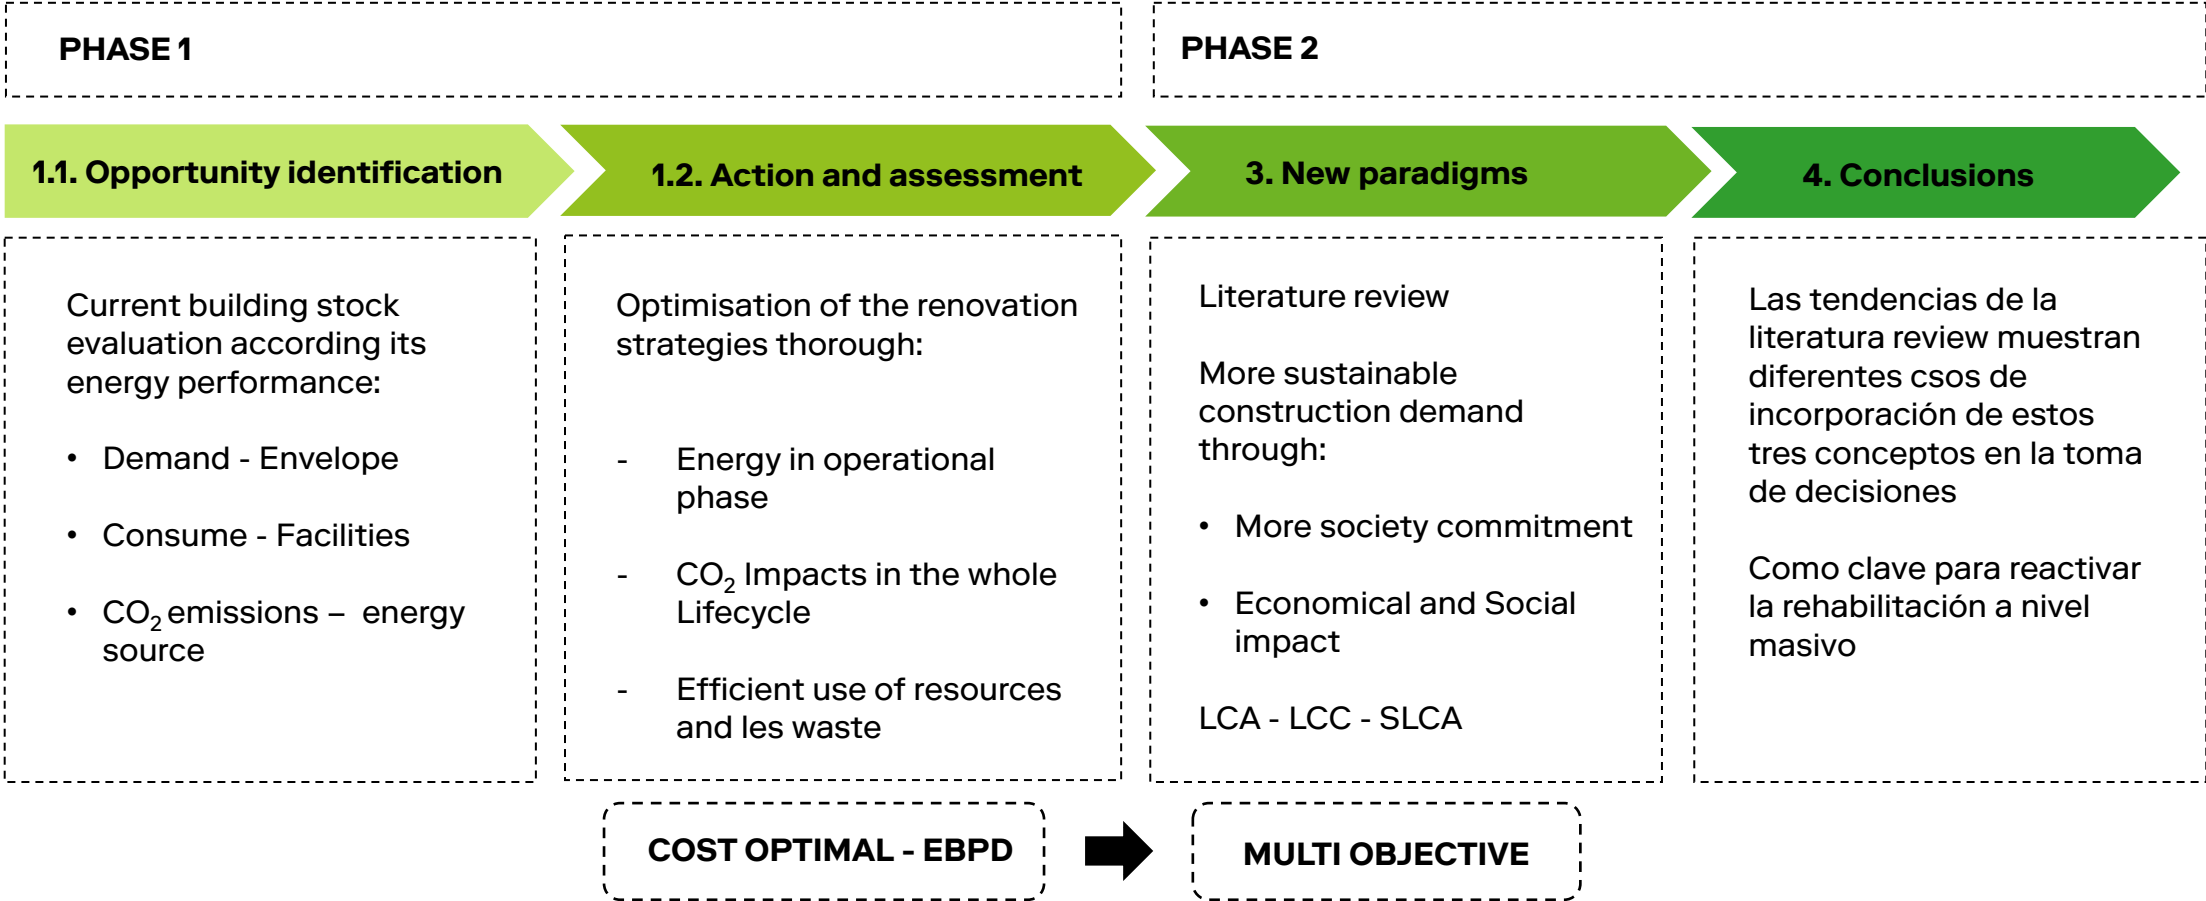 PHASE 1
PHASE 2
1.1. Opportunity identification
1.2. Action and assessment
3. New paradigms
4. Conclusions
Current building stock
evaluation according its
energy performance:
• Demand - Envelope
• Consume - Facilities
• CO₂ emissions – energy
source
Optimisation of the renovation
strategies thorough:
- Energy in operational
phase
- CO₂ Impacts in the whole
Lifecycle
- Efficient use of resources
and les waste
Literature review
More sustainable
construction demand
through:
• More society commitment
• Economical and Social
impact
LCA - LCC - SLCA
Las tendencias de la
literatura review muestran
diferentes csos de
incorporación de estos
tres conceptos en la toma
de decisiones
Como clave para reactivar
la rehabilitación a nivel
masivo
COST OPTIMAL - EBPD
MULTI OBJECTIVE